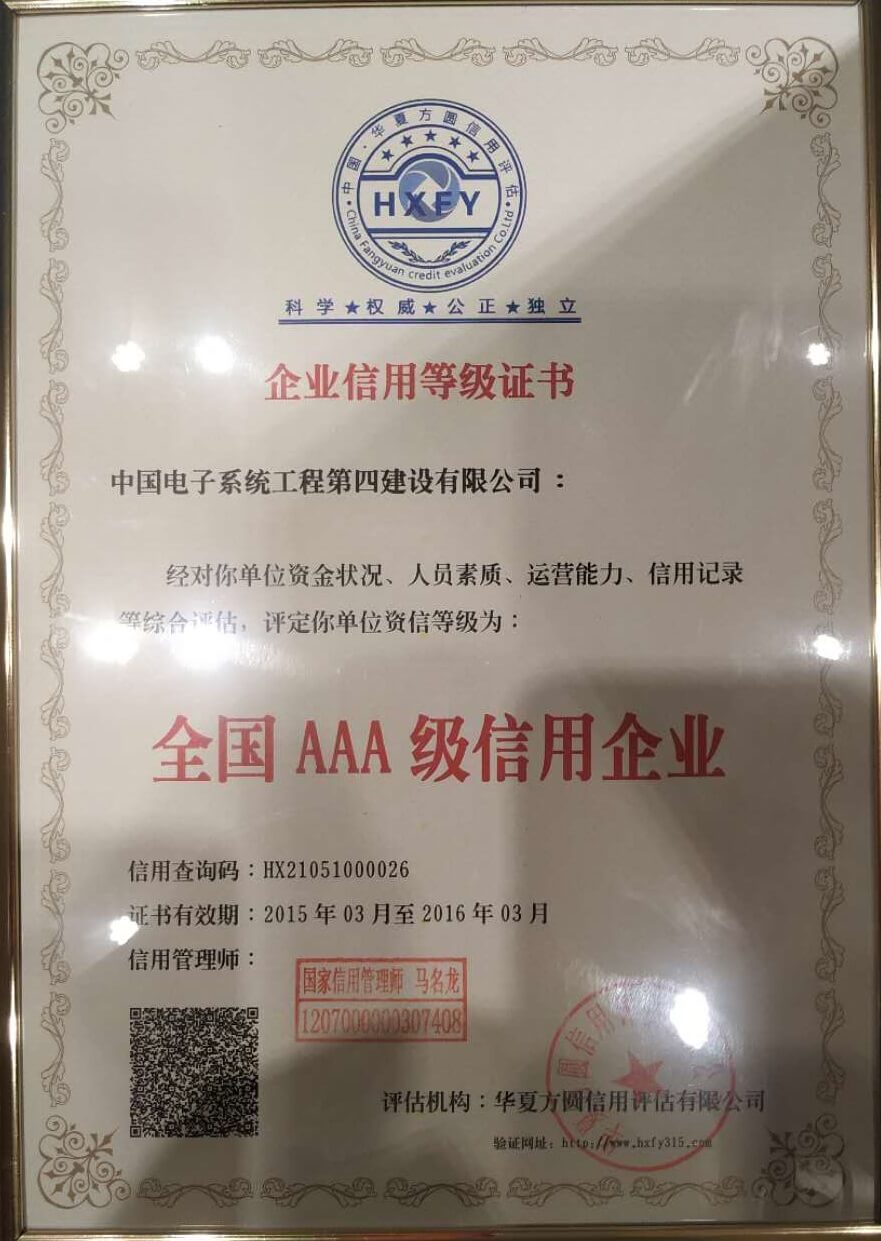 中国·华夏方圆信用评估
HXFY
China Fangyuan credit evaluation Co.Ltd
科学★权威★公正★独立
企业信用等级证书
中国电子系统工程第四建设有限公司：
经对你单位资金状况、人员素质、运营能力、信用记录
等综合评估，评定你单位资信等级为：
全国AAA级信用企业
信用查询码：HX21051000026
证书有效期：2015年03月至2016年03月
信用管理师：
国家信用管理师 马名龙
1207000000307408
评估机构：华夏方圆信用评估有限公司
验证网址：http://www.hxfy315.com